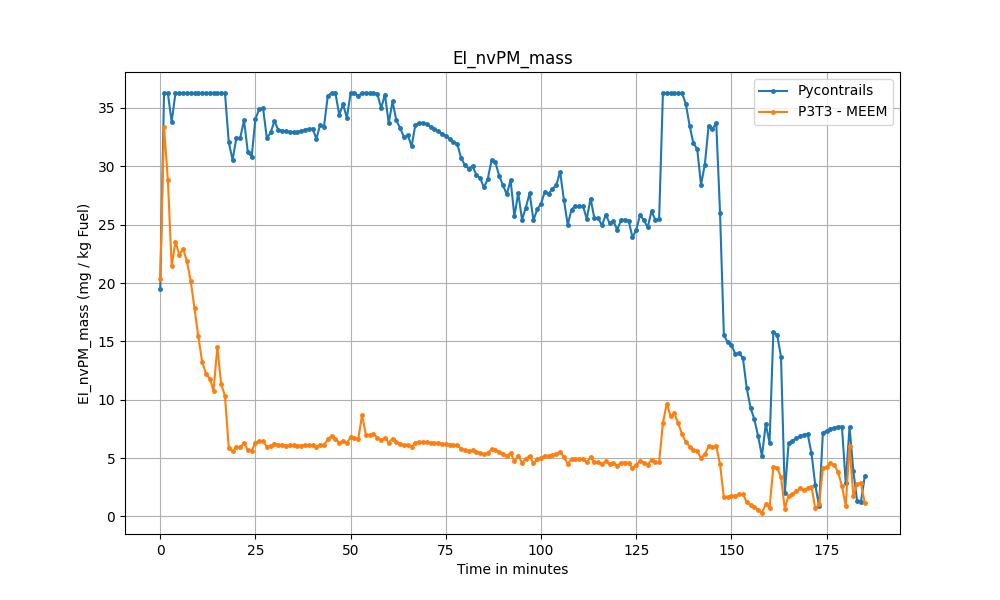 EI_nvPM_mass
Pycontrails
P3T3 - MEEM
EI_nvPM_mass (mg / kg Fuel)
35
30
25
20
15
10
5
0
0 25 50 75 100 125 150 175
Time in minutes